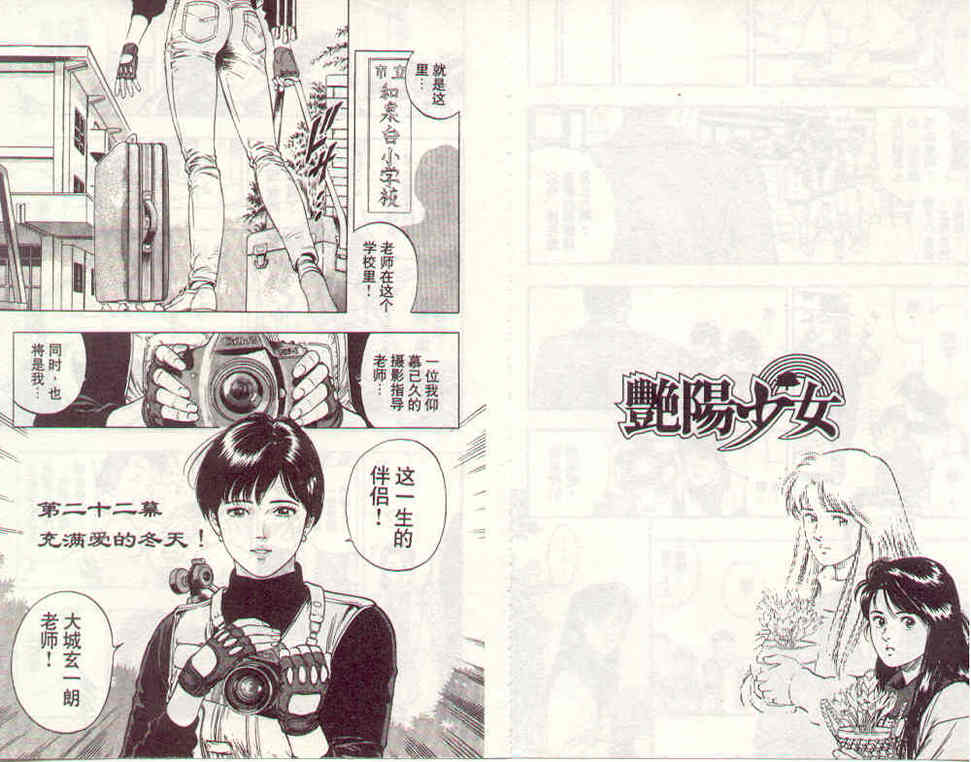 艷陽少女
就是这
里…
市立
和泉台小学校
老师在这个
学校里！
一位我仰
慕已久的
摄影指导
老师…
同时，也
将是我…
这一生的
伴侣！
第二十二幕
充满爱的冬天！
大城玄一朗
老师！